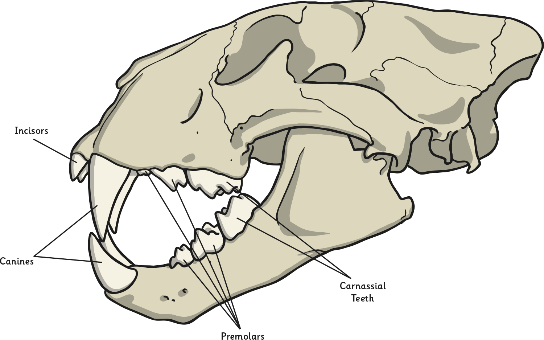 Incisors
Canines
Carnassial
Teeth
Premolars